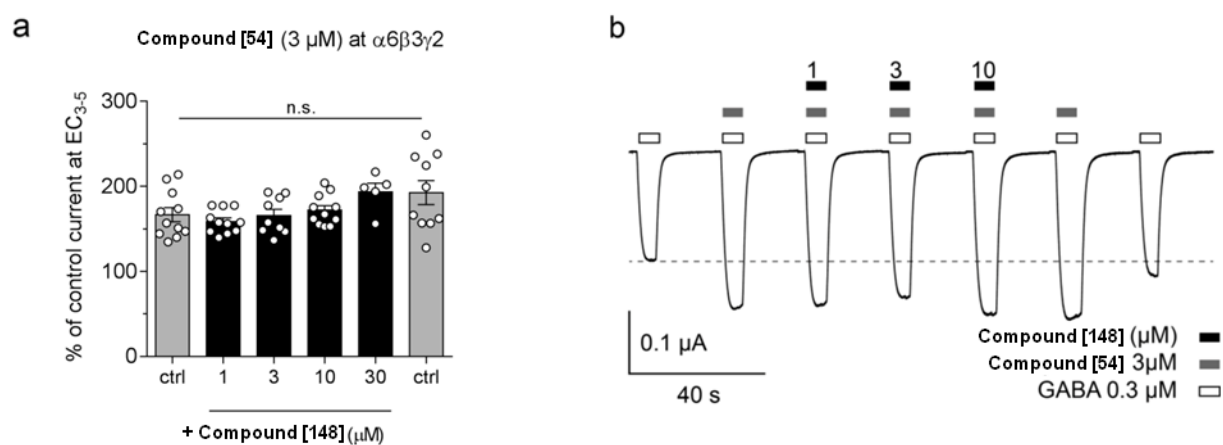 a
Compound [54] (3 µM) at α6β3γ2
% of control current at EC3-5
300
200
100
0
n.s.
ctrl 1 3 10 30 ctrl
+ Compound [148] (µM)
b
1 3 10
0.1 µA
40 s
Compound [148] (µM)
Compound [54] 3µM
GABA 0.3 µM